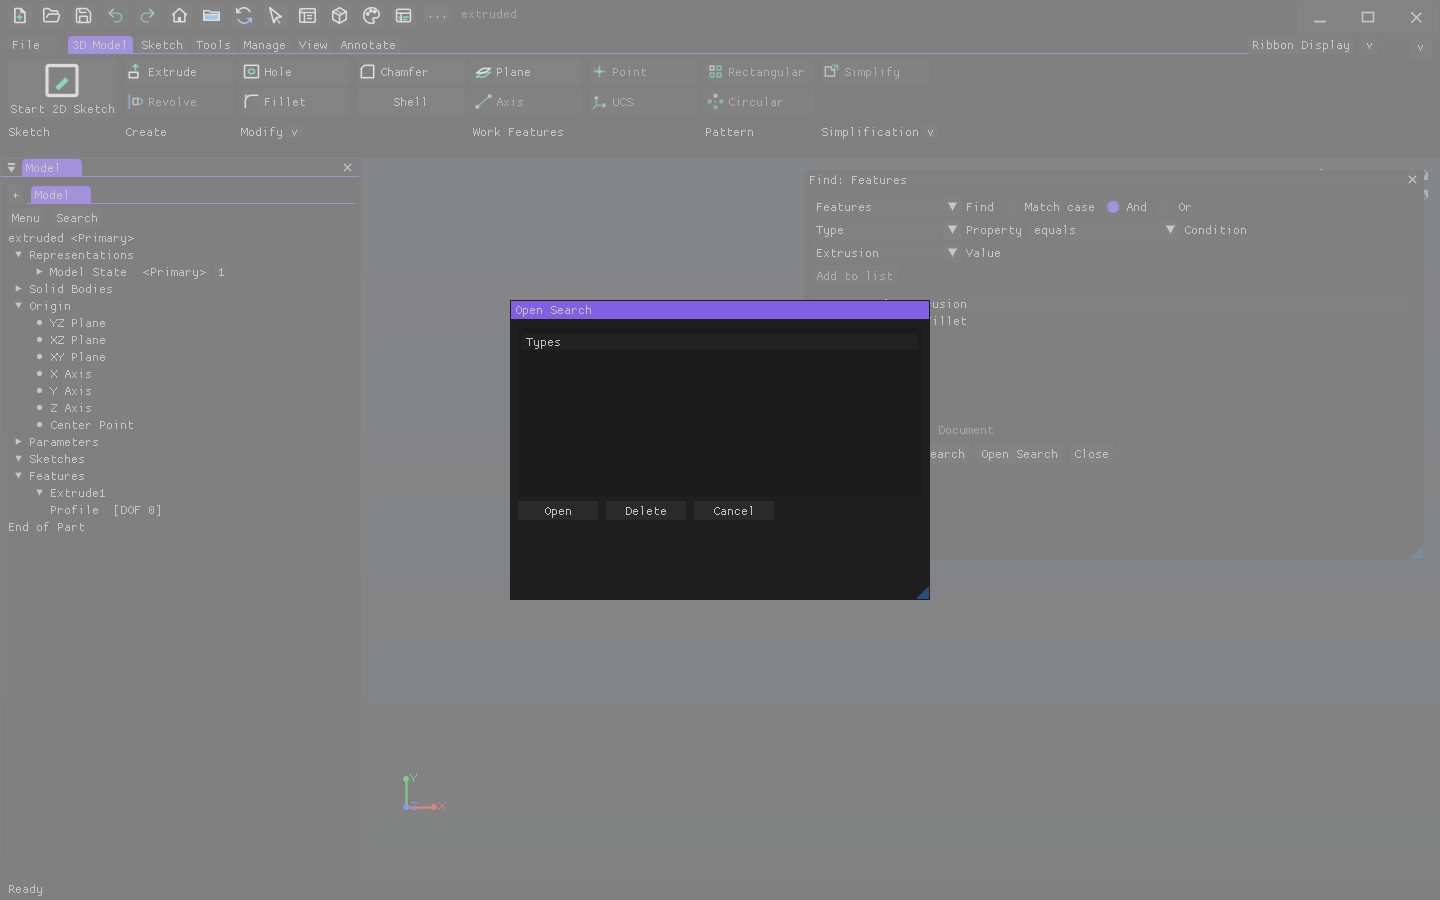 ... extruded
File 3D Model Sketch Tools Manage View Annotate Ribbon Display v v
Extrude Hole Chamfer Plane Point Rectangular Simplify
Start 2D Sketch Revolve Fillet Shell Axis UCS Circular
Sketch Create Modify v Work Features Pattern Simplification v
Model
+ Model
Menu Search
extruded <Primary>
Representations
Model State <Primary> 1
Solid Bodies
Origin
YZ Plane
XZ Plane
XY Plane
X Axis
Y Axis
Z Axis
Center Point
Parameters
Sketches
Features
Extrude1
Profile [DOF 0]
End of Part
Find: Features
Features Find Match case And Or
Type Property equals Condition
Extrusion Value
Add to list
usion
illet
Document
earch Open Search Close
Open Search
Types
Open Delete Cancel
Y
Z X
Ready